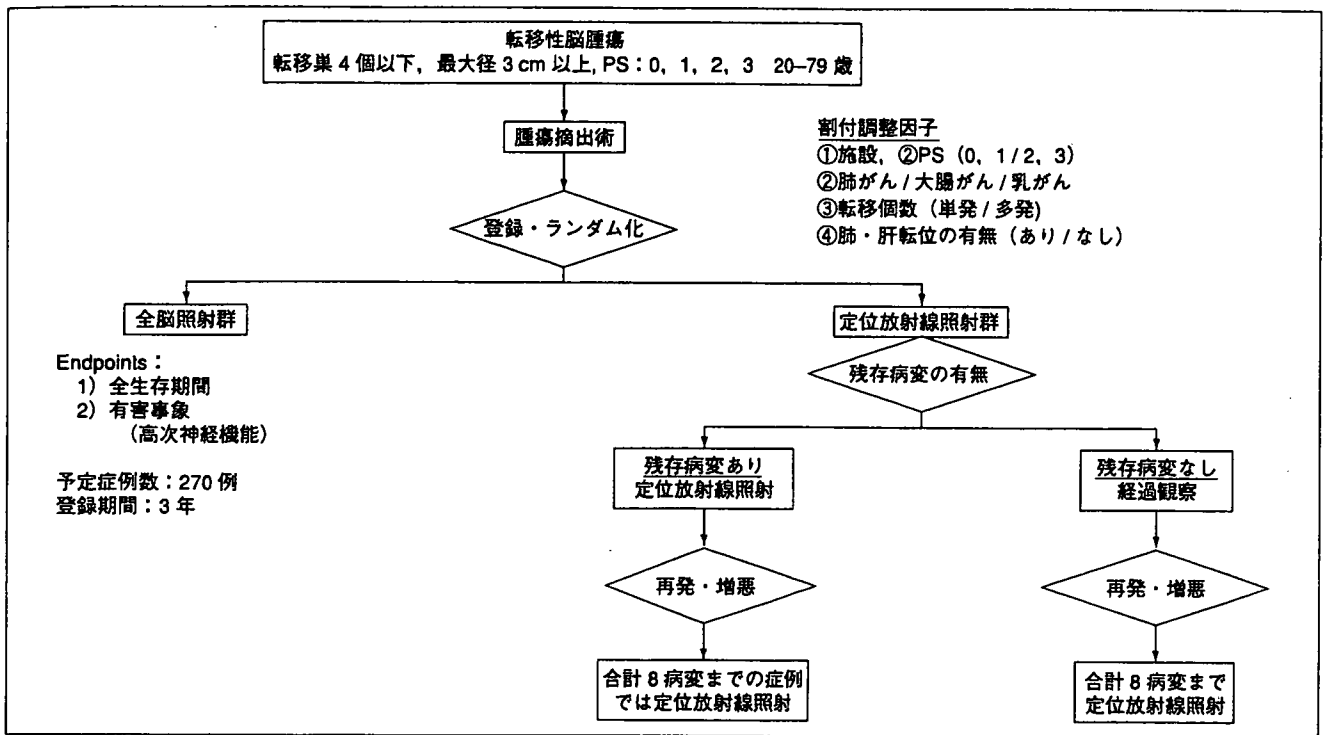 転移性脳腫瘍
転移巣 4 個以下，最大径 3 cm 以上, PS：0，1，2，3　20–79 歳
腫瘍摘出術
割付調整因子
①施設，②PS（0，1 / 2，3）
②肺がん / 大腸がん / 乳がん
③転移個数（単発 / 多発)
④肺・肝転位の有無（あり / なし）
登録・ランダム化
全脳照射群
定位放射線照射群
Endpoints：
1）全生存期間
2）有害事象
（高次神経機能）
予定症例数：270 例
登録期間：3 年
残存病変の有無
残存病変あり
定位放射線照射
残存病変なし
経過観察
再発・増悪
再発・増悪
合計 8 病変までの症例
では定位放射線照射
合計 8 病変まで
定位放射線照射